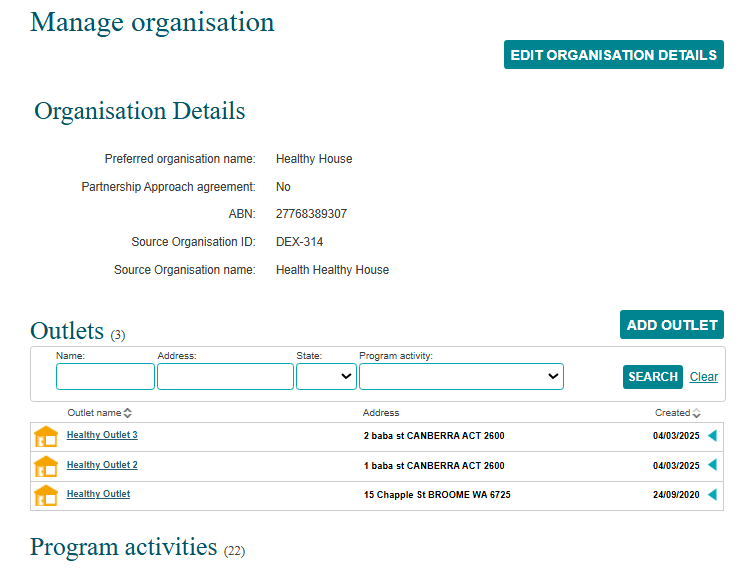 Manage organisation
EDIT ORGANISATION DETAILS
Organisation Details
Preferred organisation name: Healthy House
Partnership Approach agreement: No
ABN: 27768389307
Source Organisation ID: DEX-314
Source Organisation name: Health Healthy House
Outlets (3)
ADD OUTLET
Name: Address: State: Program activity:
SEARCH Clear
Outlet name Address Created
Healthy Outlet 3 2 baba st CANBERRA ACT 2600 04/03/2025
Healthy Outlet 2 1 baba st CANBERRA ACT 2600 04/03/2025
Healthy Outlet 15 Chapple St BROOME WA 6725 24/09/2020
Program activities (22)